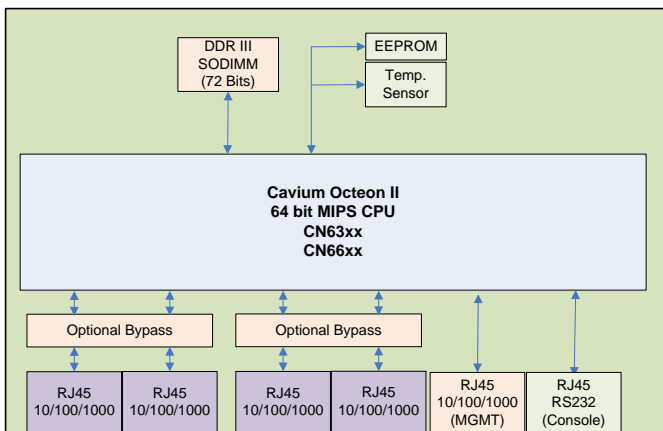 DDR III
SODIMM
(72 Bits)
EEPROM
Temp.
Sensor
Cavium Octeon II
64 bit MIPS CPU
CN63xx
CN66xx
Optional Bypass
Optional Bypass
RJ45
10/100/1000
RJ45
10/100/1000
RJ45
10/100/1000
RJ45
10/100/1000
RJ45
10/100/1000
(MGMT)
RJ45
RS232
(Console)